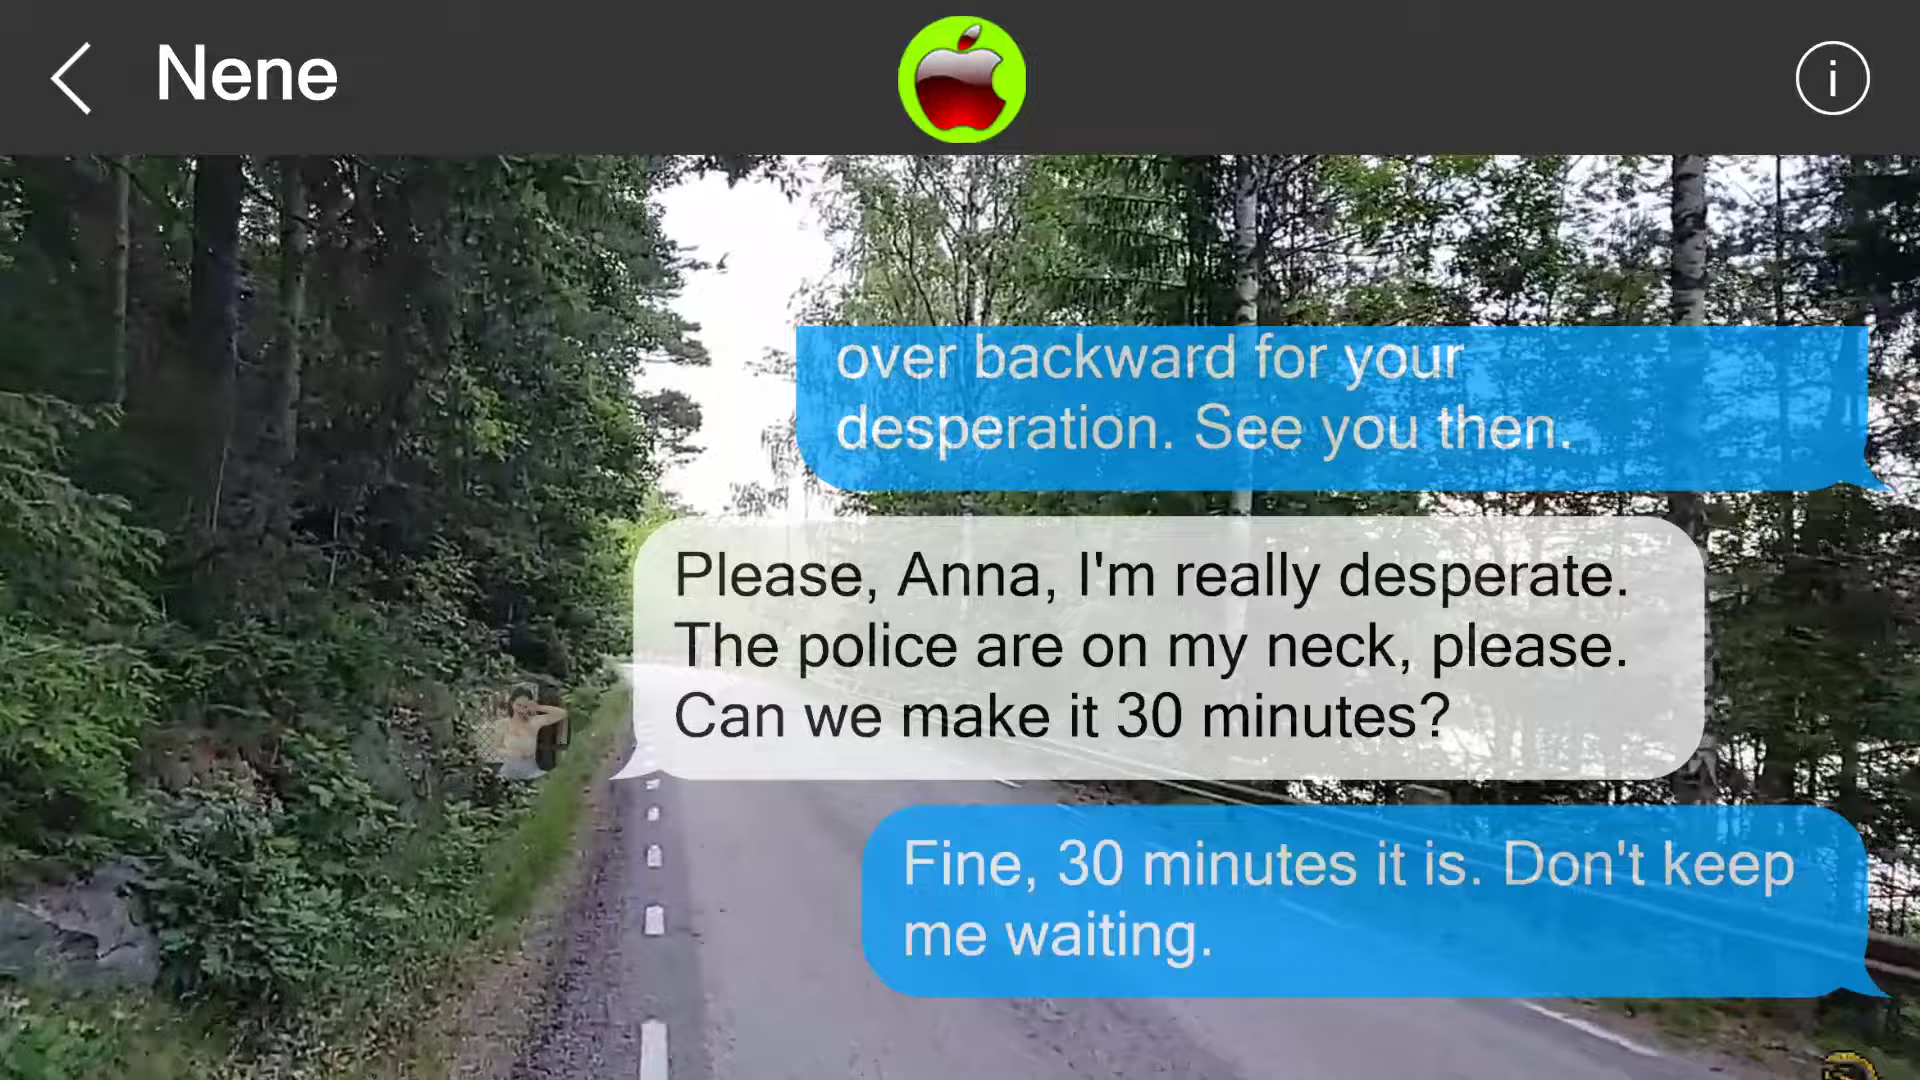 Nene
i
over backward for your
desperation. See you then.
Please, Anna, I'm really desperate.
The police are on my neck, please.
Can we make it 30 minutes?
Fine, 30 minutes it is. Don't keep
me waiting.